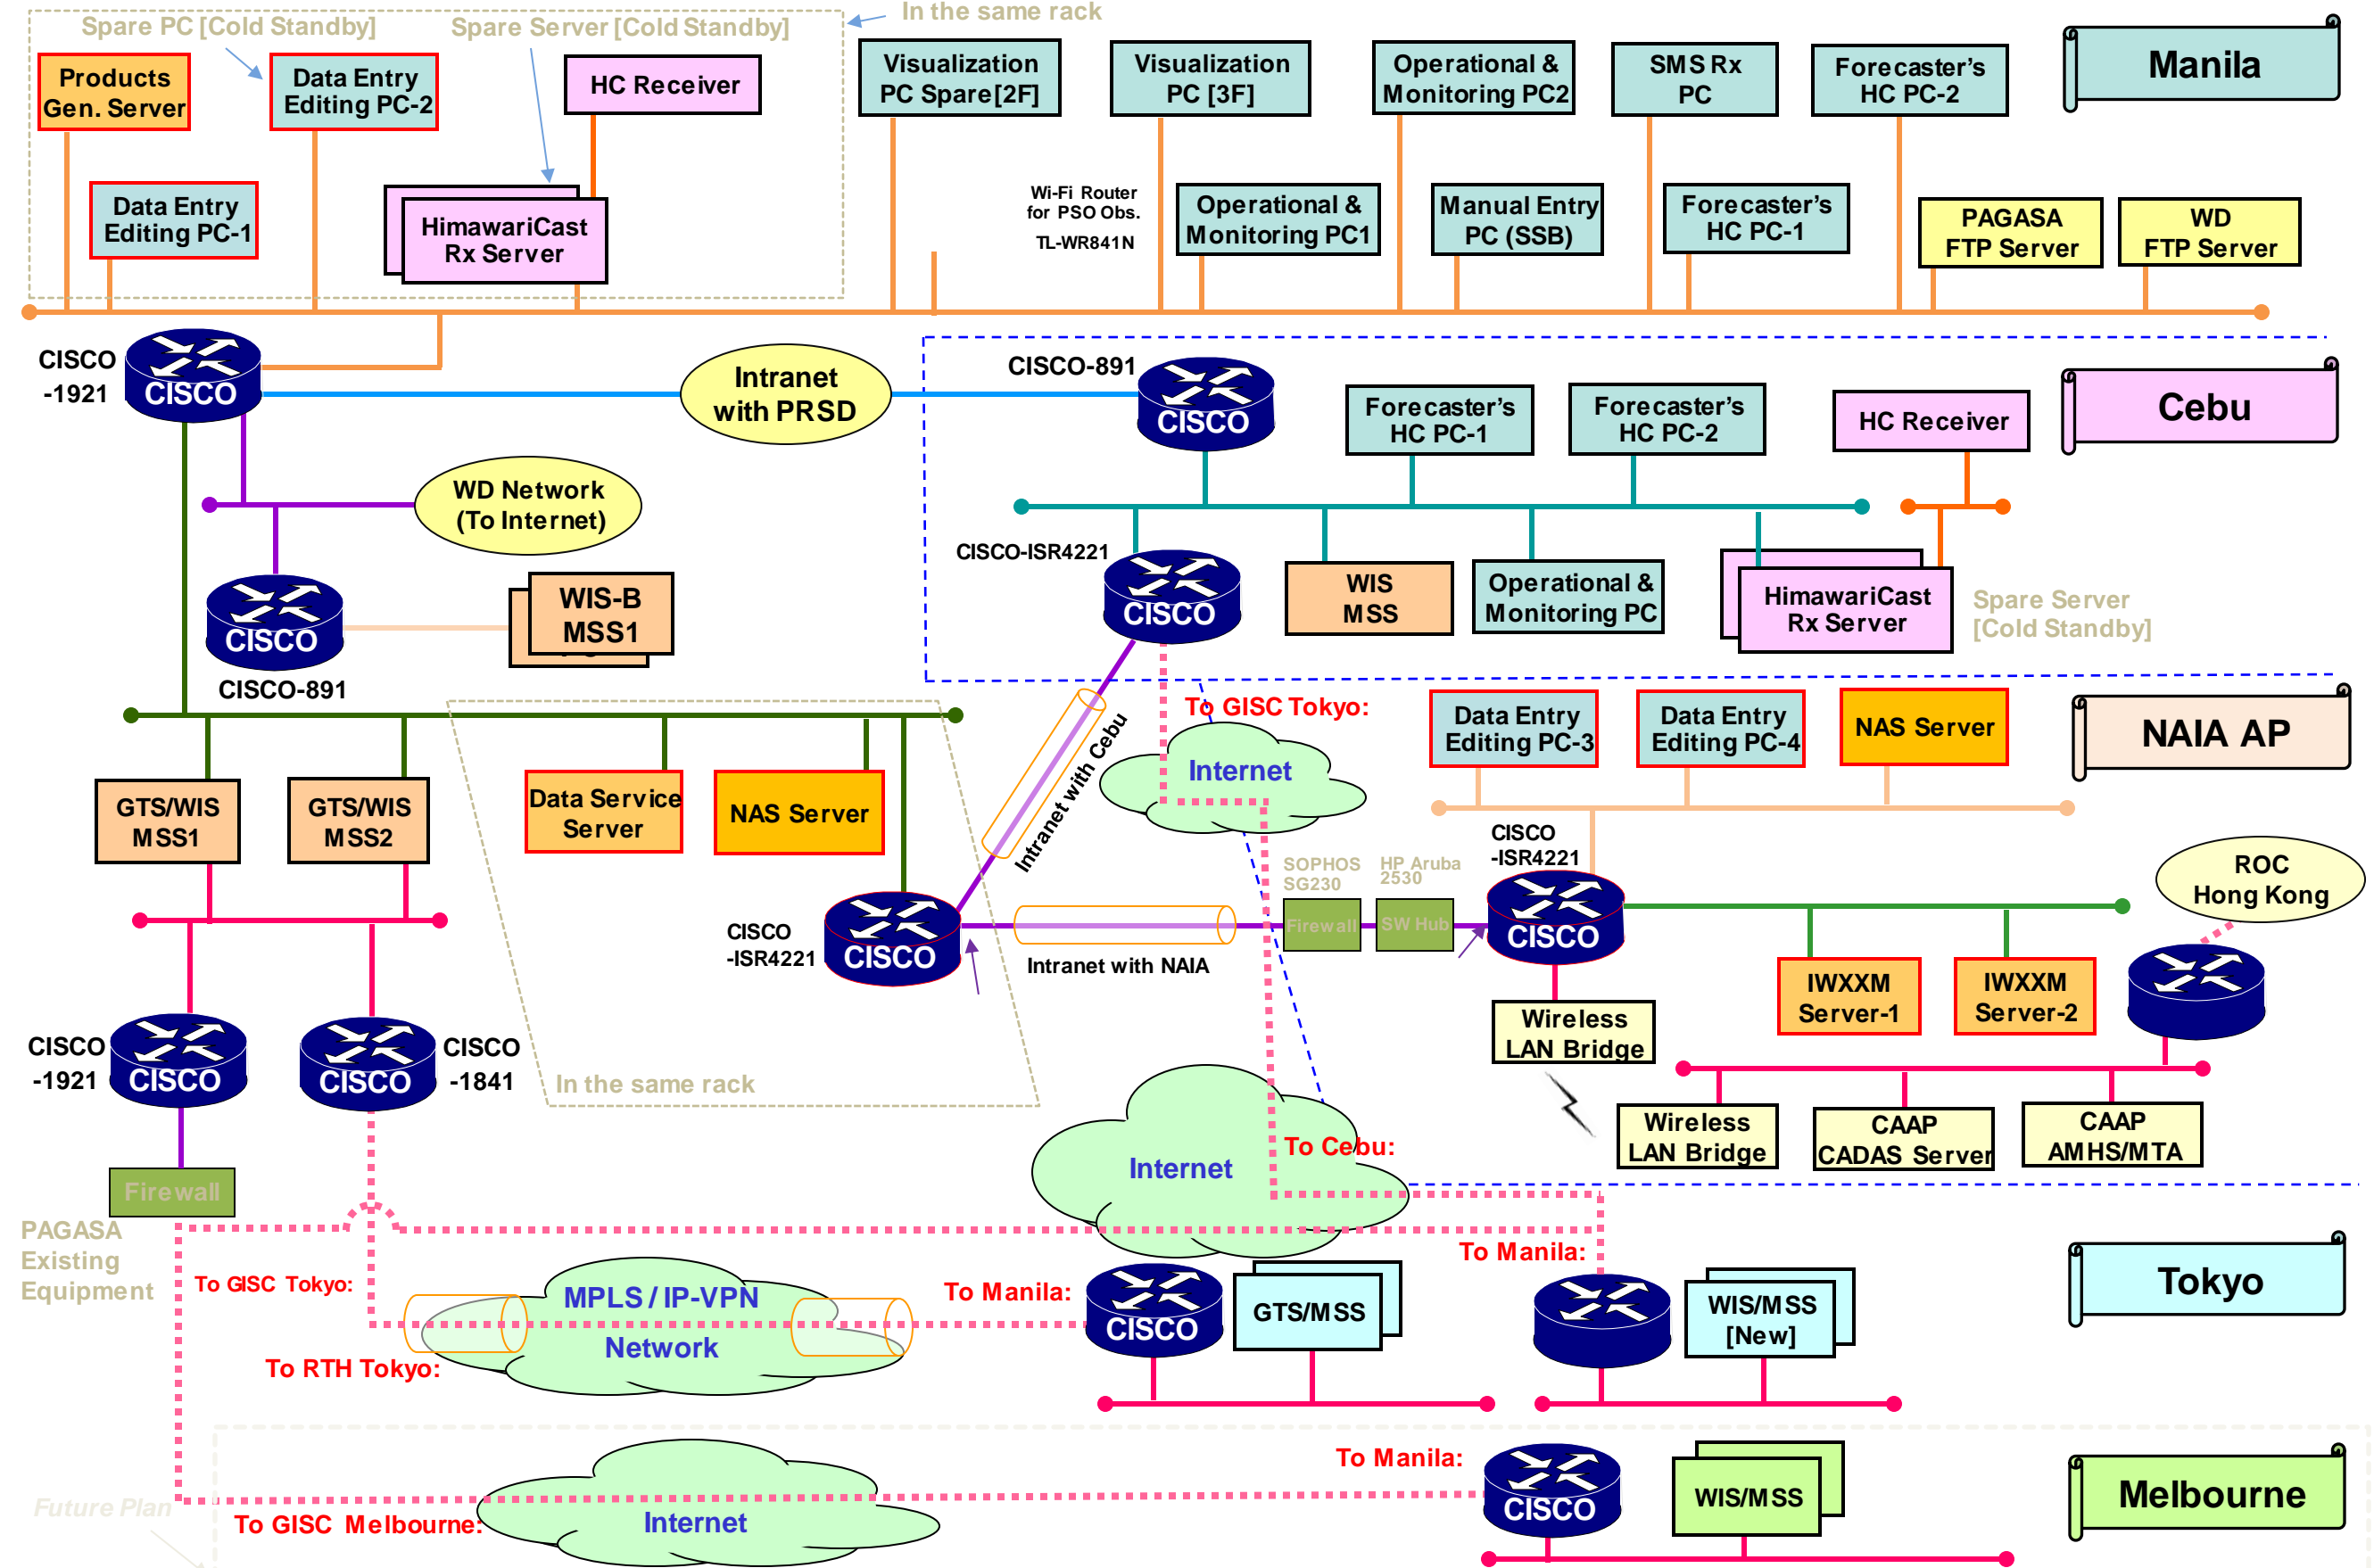 In the same rack
Spare PC [Cold Standby]
Spare Server [Cold Standby]
Products
Gen. Server
Data Entry
Editing PC-2
HC Receiver
Visualization
PC Spare[2F]
Visualization
PC [3F]
Operational &
Monitoring PC2
SMS Rx
PC
Forecaster's
HC PC-2
Manila
Data Entry
Editing PC-1
HimawariCast
Rx Server
Wi-Fi Router
for PSO Obs.
TL-WR841N
Operational &
Monitoring PC1
Manual Entry
PC (SSB)
Forecaster's
HC PC-1
PAGASA
FTP Server
WD
FTP Server
CISCO
-1921
CISCO
Intranet
with PRSD
CISCO-891
CISCO
Forecaster's
HC PC-1
Forecaster's
HC PC-2
HC Receiver
Cebu
WD Network
(To Internet)
CISCO
CISCO-891
WIS-B
MSS1
CISCO-ISR4221
CISCO
WIS
MSS
Operational &
Monitoring PC
HimawariCast
Rx Server
Spare Server
[Cold Standby]
To GISC Tokyo:
Internet
Intranet with Cebu
Data Entry
Editing PC-3
Data Entry
Editing PC-4
NAS Server
NAIA AP
GTS/WIS
MSS1
GTS/WIS
MSS2
Data Service
Server
NAS Server
CISCO
-ISR4221
CISCO
Intranet with NAIA
SOPHOS
SG230
Firewall
HP Aruba
2530
SW Hub
CISCO
-ISR4221
CISCO
ROC
Hong Kong
IWXXM
Server-1
IWXXM
Server-2
Wireless
LAN Bridge
CISCO
-1921
CISCO
CISCO
CISCO
-1841
In the same rack
Wireless
LAN Bridge
CAAP
CADAS Server
CAAP
AMHS/MTA
Internet
To Cebu:
Firewall
PAGASA
Existing
Equipment
To GISC Tokyo:
MPLS / IP-VPN
Network
To RTH Tokyo:
To Manila:
CISCO
GTS/MSS
To Manila:
WIS/MSS
[New]
Tokyo
Future Plan
To GISC Melbourne:
Internet
To Manila:
CISCO
WIS/MSS
Melbourne